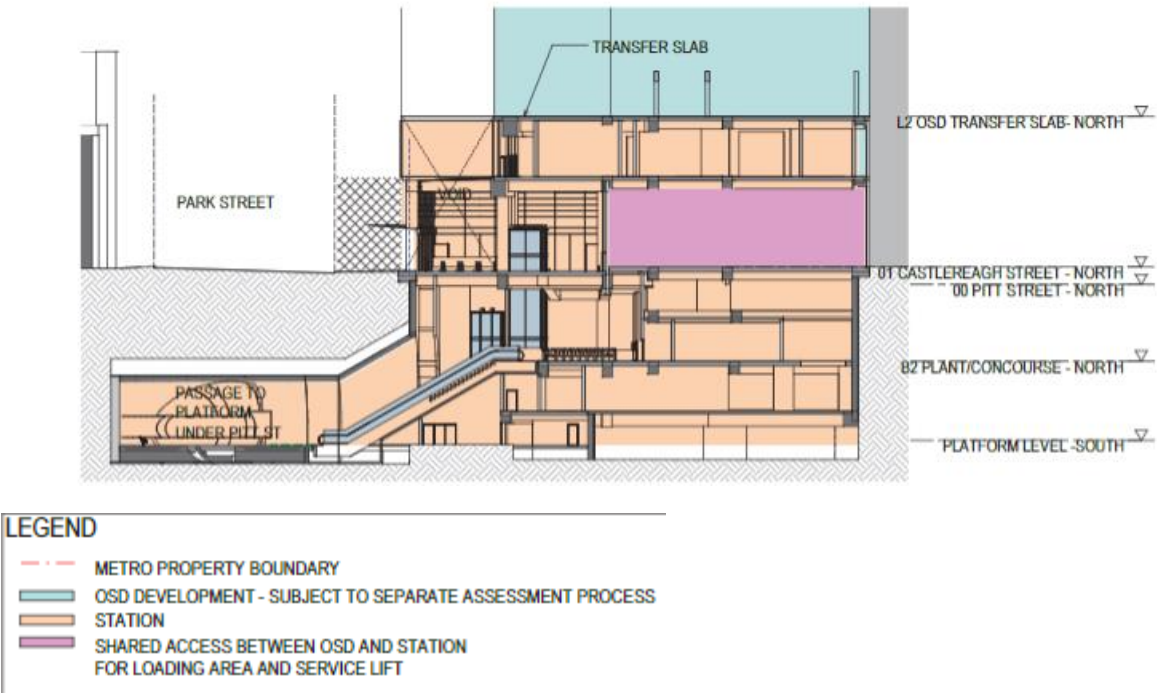 TRANSFER SLAB
L2 OSD TRANSFER SLAB- NORTH
PARK STREET
VOID
01 CASTLEREAGH STREET - NORTH
00 PITT STREET - NORTH
B2 PLANT/CONCOURSE - NORTH
PASSAGE TO
PLATFORM
UNDER PITT ST
PLATFORM LEVEL -SOUTH
LEGEND
METRO PROPERTY BOUNDARY
OSD DEVELOPMENT - SUBJECT TO SEPARATE ASSESSMENT PROCESS
STATION
SHARED ACCESS BETWEEN OSD AND STATION
FOR LOADING AREA AND SERVICE LIFT